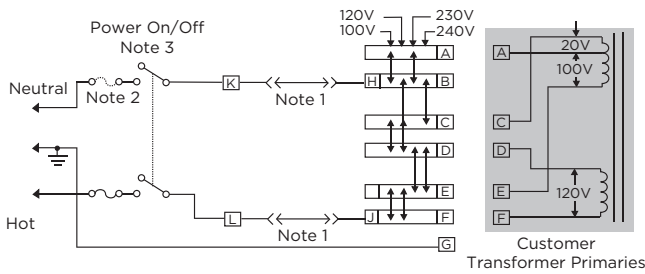 120V 230V
100V 240V
Power On/Off
Note 3
Neutral
Note 2
K
Note 1
H
A
B
C
D
E
J
F
L
Note 1
G
Hot
A
20V
100V
C
D
E
120V
F
Customer
Transformer Primaries